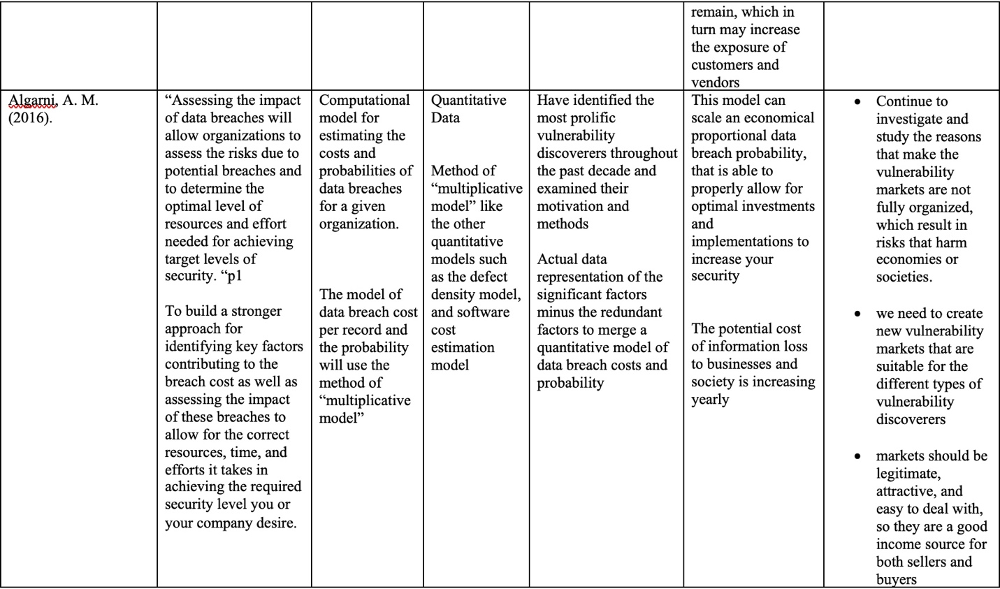 remain, which in
turn may increase
the exposure of
customers and
vendors
Algarni, A. M.
(2016).
“Assessing the impact
of data breaches will
allow organizations to
assess the risks due to
potential breaches and
to determine the
optimal level of
resources and effort
needed for achieving
target levels of
security. “p1
To build a stronger
approach for
identifying key factors
contributing to the
breach cost as well as
assessing the impact
of these breaches to
allow for the correct
resources, time, and
efforts it takes in
achieving the required
security level you or
your company desire.
Computational
model for
estimating the
costs and
probabilities of
data breaches
for a given
organization.
The model of
data breach cost
per record and
the probability
will use the
method of
“multiplicative
model”
Quantitative
Data
Method of
“multiplicative
model” like
the other
quantitative
models such
as the defect
density model,
and software
cost
estimation
model
Have identified the
most prolific
vulnerability
discoverers throughout
the past decade and
examined their
motivation and
methods
Actual data
representation of the
significant factors
minus the redundant
factors to merge a
quantitative model of
data breach costs and
probability
This model can
scale an economical
proportional data
breach probability,
that is able to
properly allow for
optimal investments
and
implementations to
increase your
security
The potential cost
of information loss
to businesses and
society is increasing
yearly
• Continue to
investigate and
study the reasons
that make the
vulnerability
markets are not
fully organized,
which result in
risks that harm
economies or
societies.
• we need to create
new vulnerability
markets that are
suitable for the
different types of
vulnerability
discoverers
• markets should be
legitimate,
attractive, and
easy to deal with,
so they are a good
income source for
both sellers and
buyers